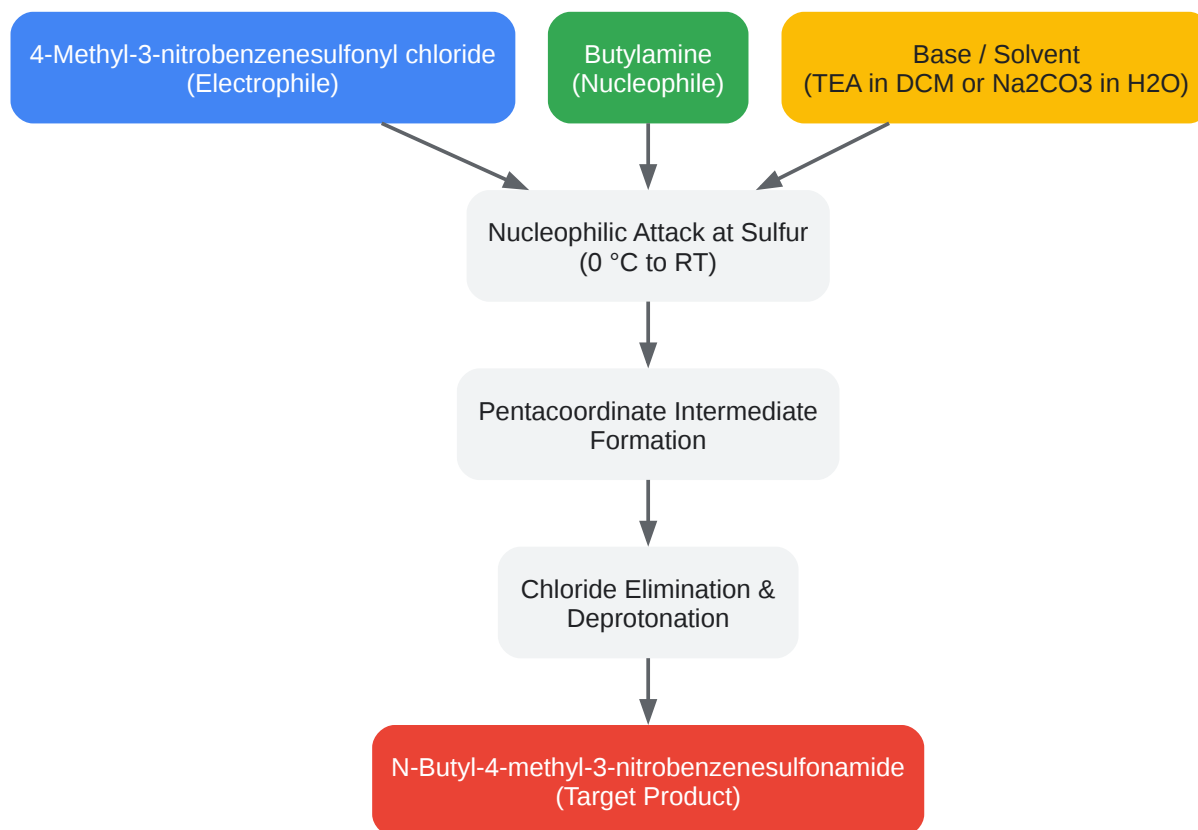 4-Methyl-3-nitrobenzenesulfonyl chloride
(Electrophile)
Butylamine
(Nucleophile)
Base / Solvent
(TEA in DCM or Na2CO3 in H2O)
Nucleophilic Attack at Sulfur
(0 °C to RT)
Pentacoordinate Intermediate
Formation
Chloride Elimination &
Deprotonation
N-Butyl-4-methyl-3-nitrobenzenesulfonamide
(Target Product)